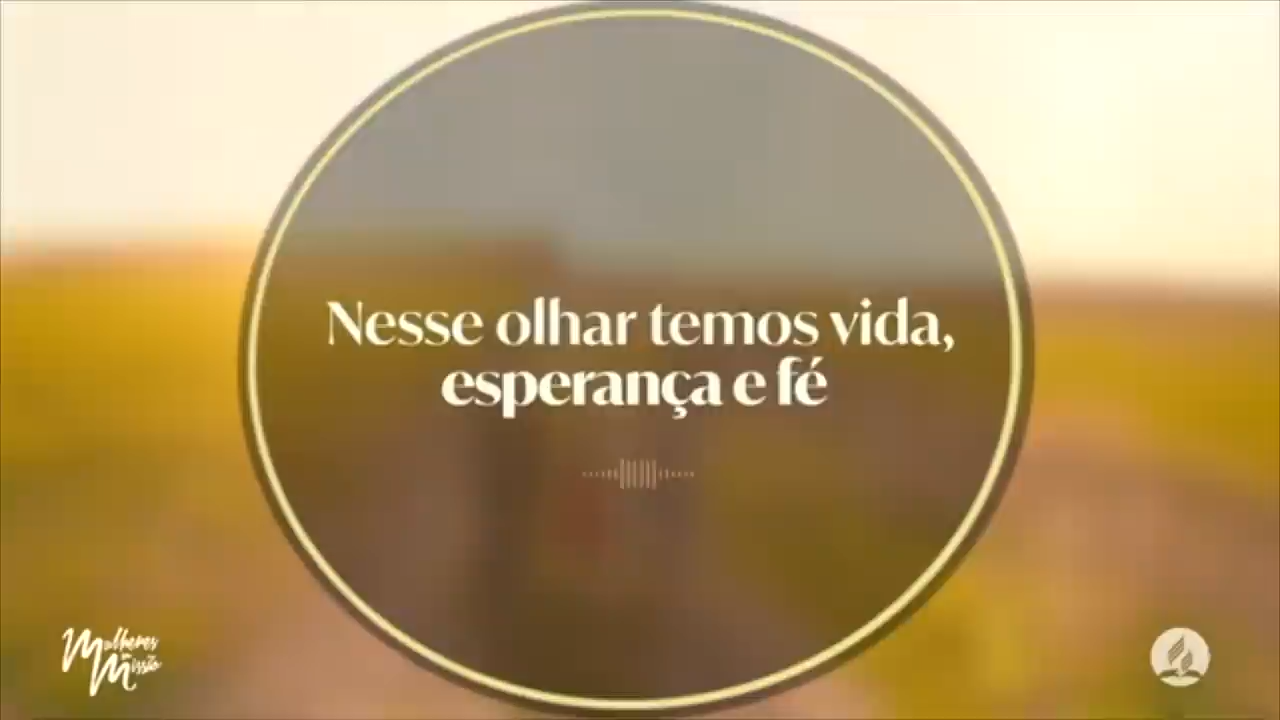 Nesse olhar temos vida,
esperança e fé
Mulheres
em
Missão